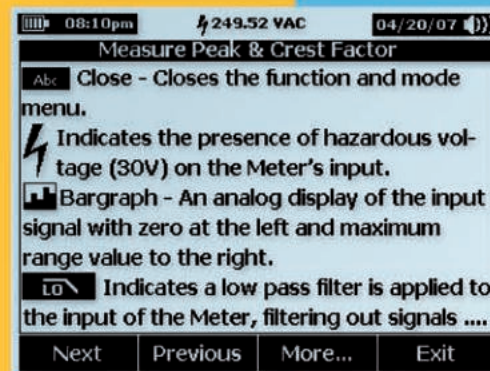 08:10pm 249.52 VAC 04/20/07
Measure Peak & Crest Factor
Abc Close - Closes the function and mode
menu.
Indicates the presence of hazardous vol-
tage (30V) on the Meter's input.
Bargraph - An analog display of the input
signal with zero at the left and maximum
range value to the right.
LO Indicates a low pass filter is applied to
the input of the Meter, filtering out signals ....
Next Previous More... Exit